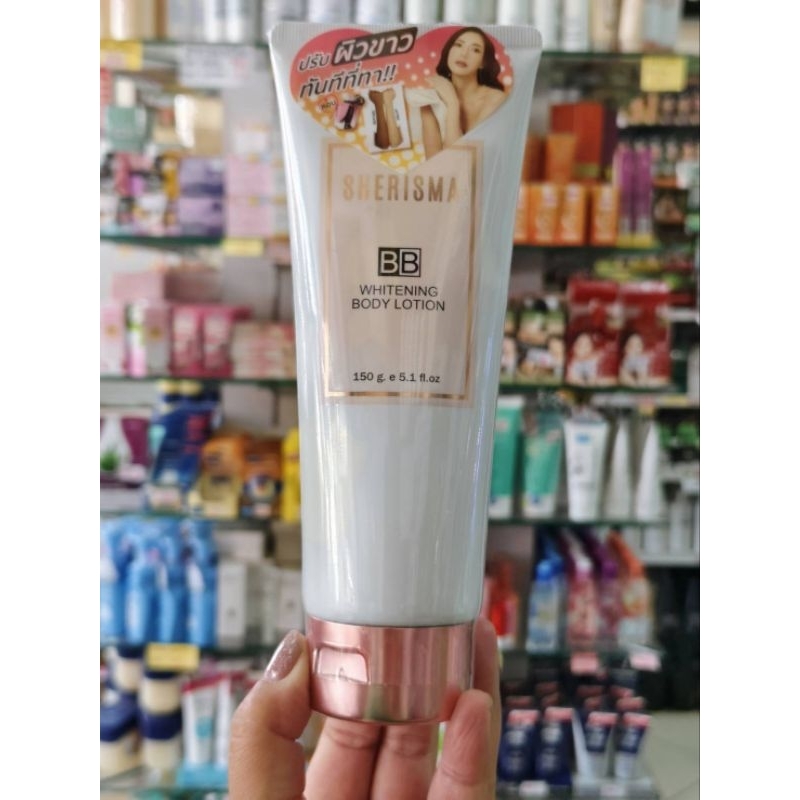 ปรับ ผิวขาว
ทันทีที่ทา!!
SHERISMA
BB
WHITENING
BODY LOTION
150 g. e 5.1 fl.oz